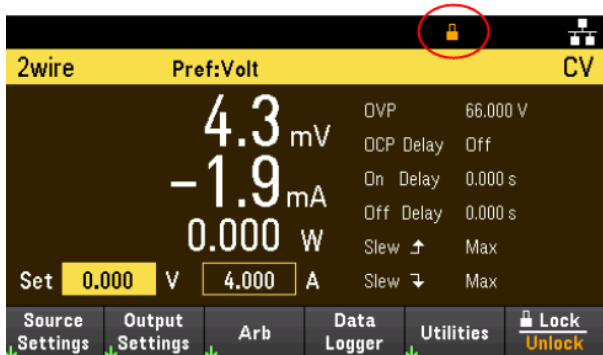 2wire Pref:Volt CV
4.3 mV
-1.9 mA
0.000 W
OVP 66.000 V
OCP Delay Off
On Delay 0.000 s
Off Delay 0.000 s
Slew Max
Slew Max
Set 0.000 V 4.000 A
Source Settings
Output Settings
Arb
Data Logger
Utilities
Lock
Unlock